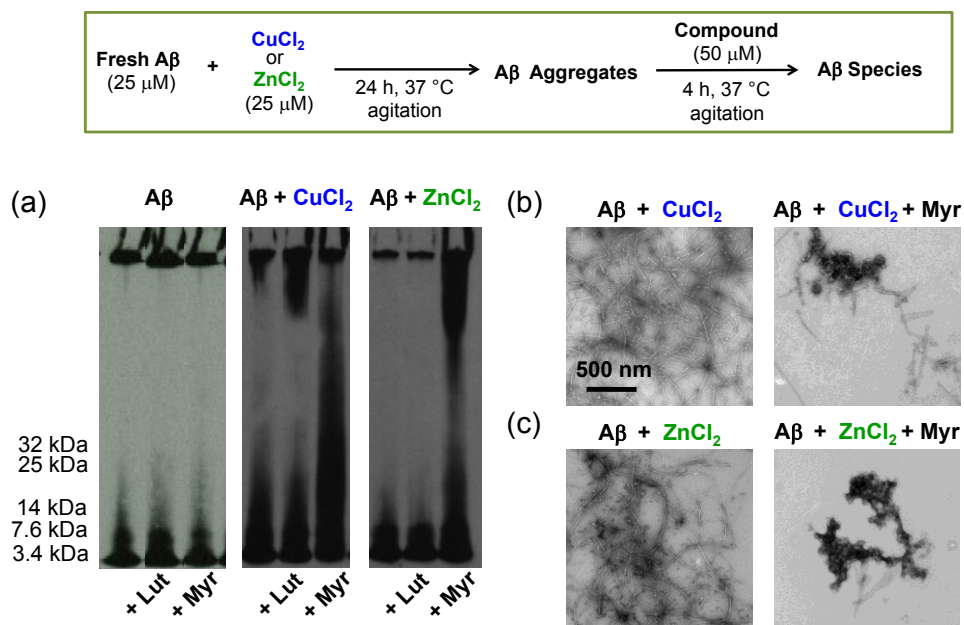 Fresh Aβ
(25 μM)
+
CuCl₂
or
ZnCl₂
(25 μM)
24 h, 37 °C
agitation
Aβ Aggregates
Compound
(50 μM)
4 h, 37 °C
agitation
Aβ Species
(a)
Aβ
Aβ + CuCl₂
Aβ + ZnCl₂
32 kDa
25 kDa
14 kDa
7.6 kDa
3.4 kDa
+ Lut
+ Myr
+ Lut
+ Myr
+ Lut
+ Myr
(b)
Aβ + CuCl₂
Aβ + CuCl₂ + Myr
500 nm
(c)
Aβ + ZnCl₂
Aβ + ZnCl₂ + Myr